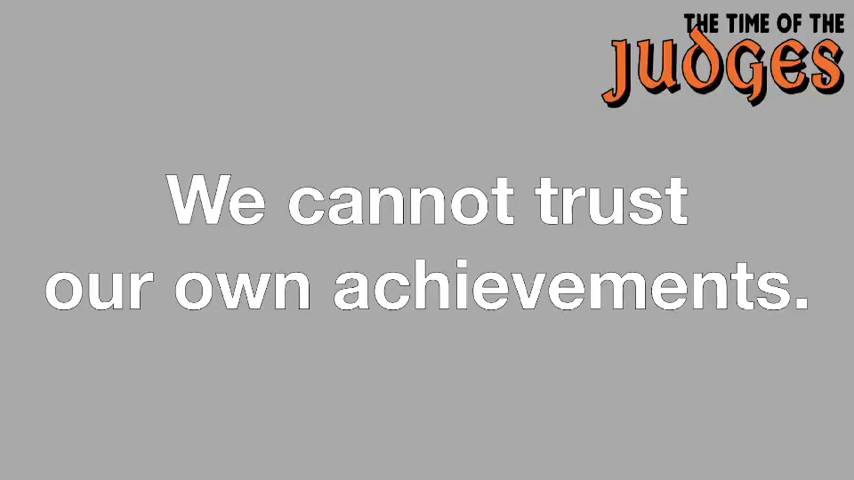 THE TIME OF THE
JUDGES
We cannot trust
our own achievements.